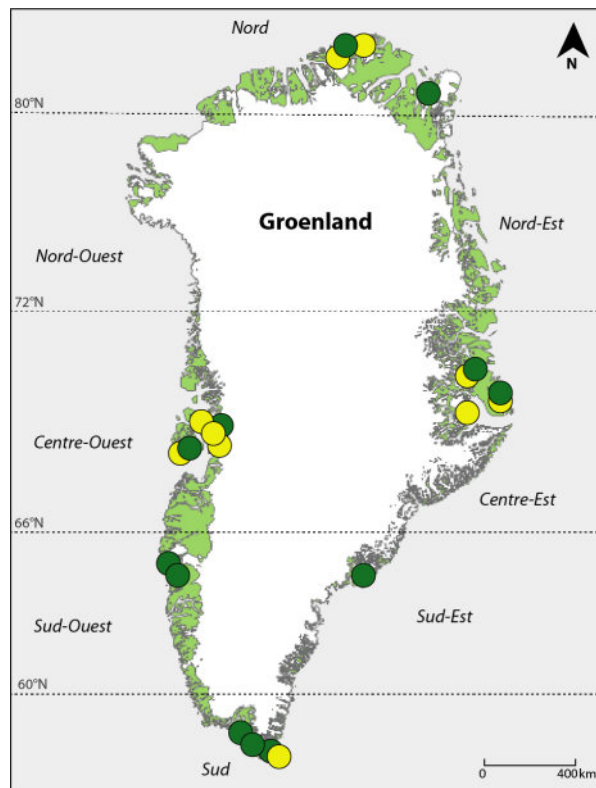 Nord
N
80°N
Groenland
Nord-Est
Nord-Ouest
72°N
Centre-Ouest
Centre-Est
66°N
Sud-Ouest
Sud-Est
60°N
Sud
0 400km